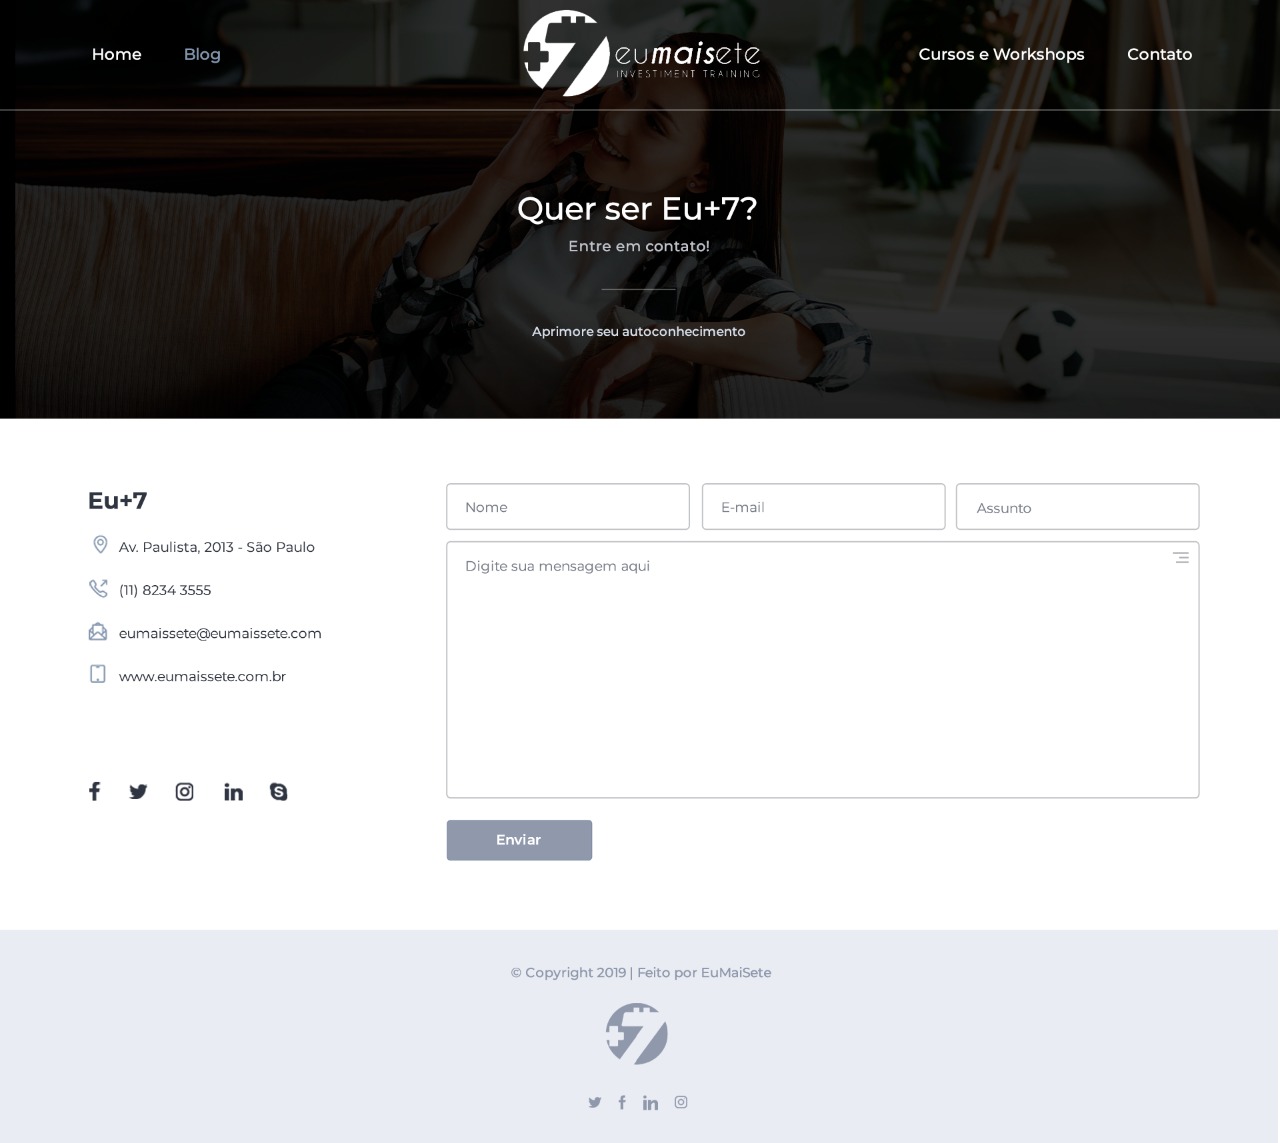 Home
Blog
eumaisete
INVESTIMENT TRAINING
Cursos e Workshops
Contato
Quer ser Eu+7?
Entre em contato!
Aprimore seu autoconhecimento
Eu+7
Av. Paulista, 2013 - São Paulo
(11) 8234 3555
eumaissete@eumaissete.com
www.eumaissete.com.br
Nome
E-mail
Assunto
Digite sua mensagem aqui
Enviar
© Copyright 2019 | Feito por EuMaiSete